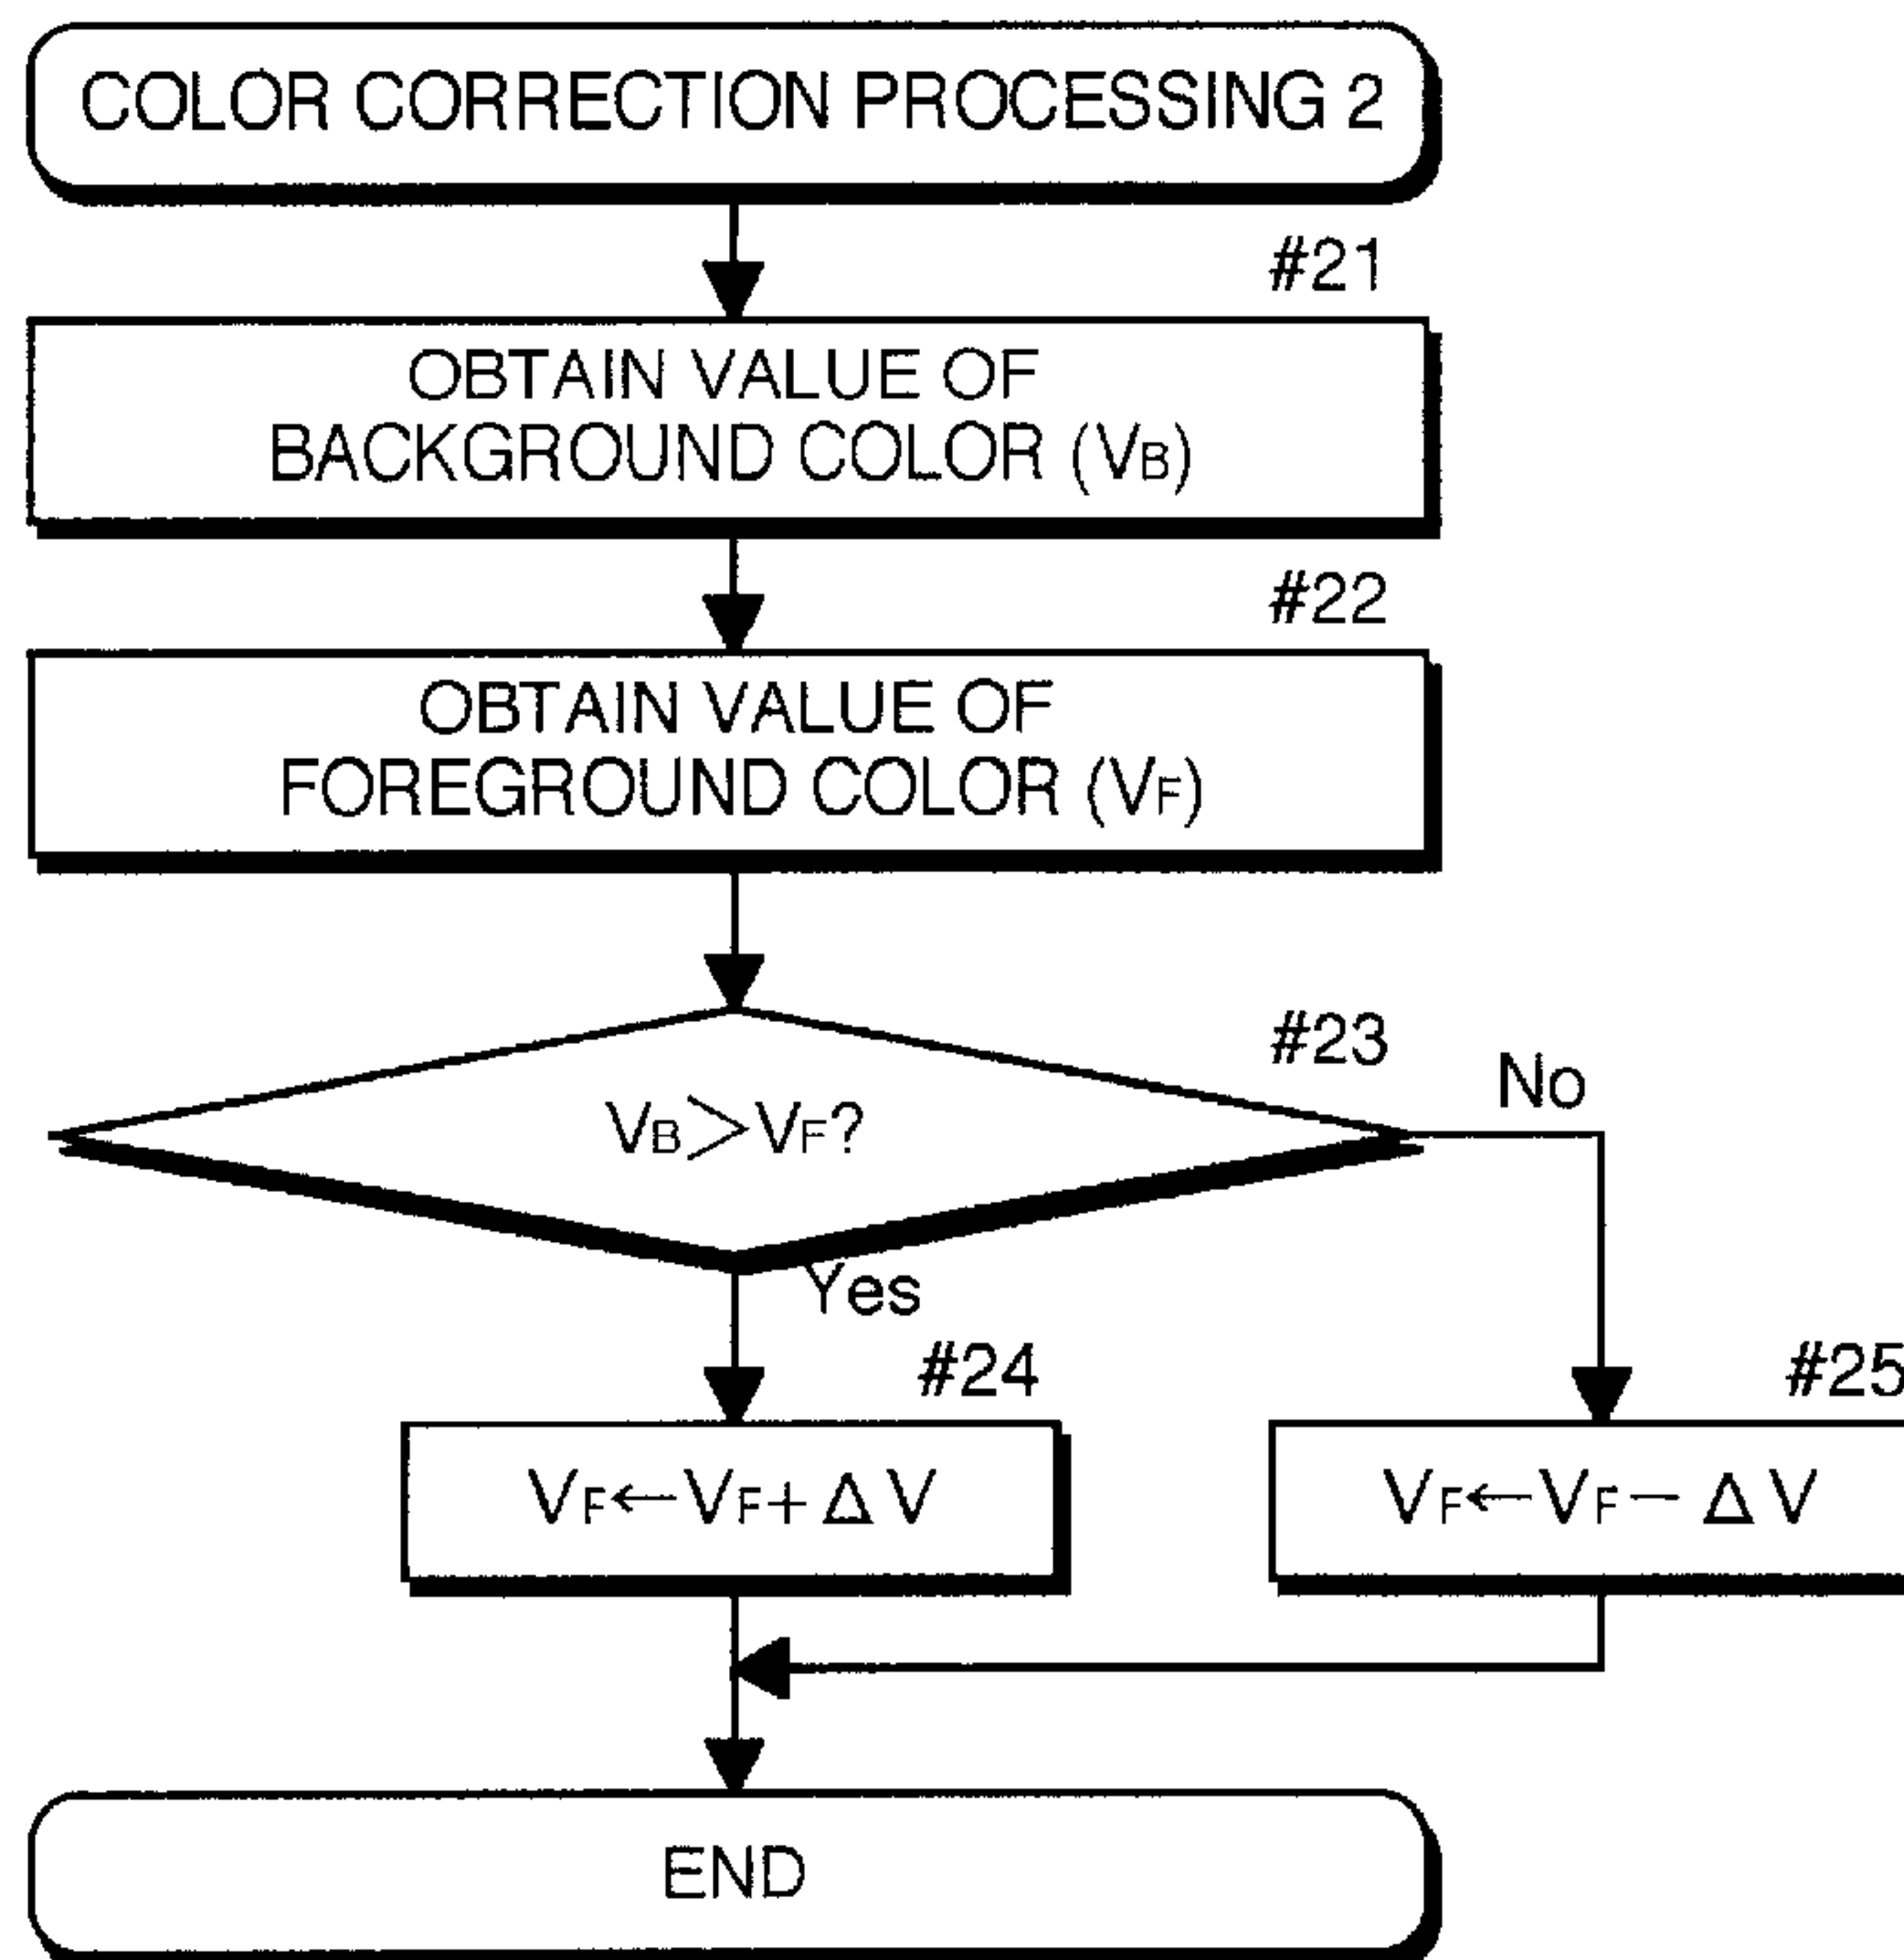 COLOR CORRECTION PROCESSING 2
#21
OBTAIN VALUE OF
BACKGROUND COLOR (VB)
#22
OBTAIN VALUE OF
FOREGROUND COLOR (VF)
#23
VB>VF?
No
Yes
#24
#25
VF←VF+ΔV
VF←VF−ΔV
END